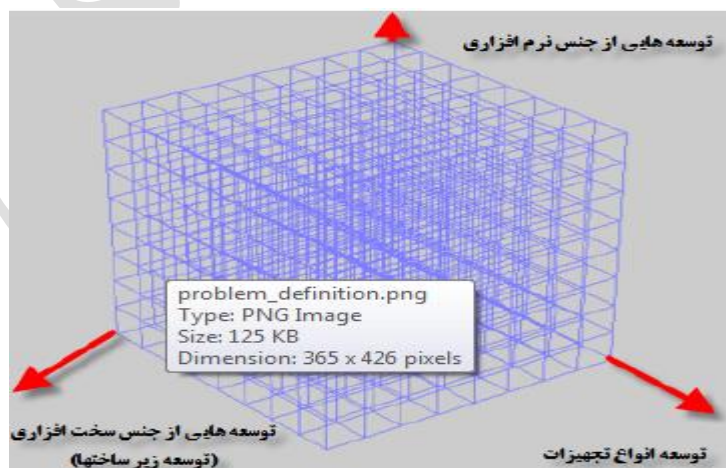 توسعه هایی از جنس نرم افزاری
problem_definition.png
Type: PNG Image
Size: 125 KB
Dimension: 365 x 426 pixels
توسعه هایی از جنس سخت افزاری
(توسعه زیر ساختها)
توسعه انواع تجهیزات